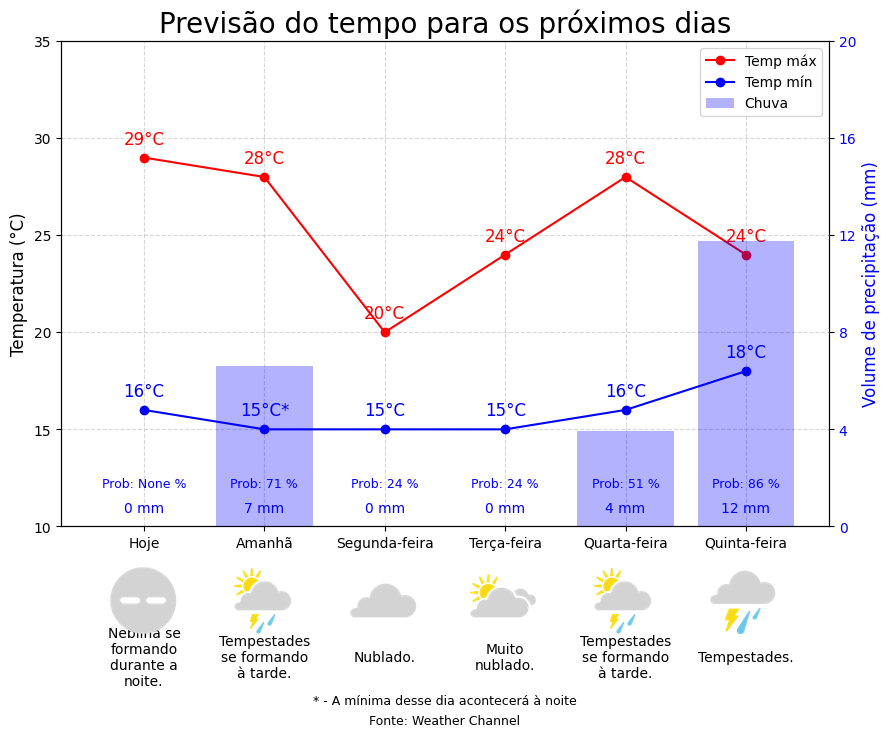 Previsão do tempo para os próximos dias
35
30
25
20
15
10
Temperatura (°C)
20
16
12
8
4
0
Volume de precipitação (mm)
Temp máx
Temp mín
Chuva
29°C
28°C
20°C
24°C
28°C
24°C
16°C
15°C*
15°C
15°C
16°C
18°C
Prob: None %
Prob: 71 %
Prob: 24 %
Prob: 24 %
Prob: 51 %
Prob: 86 %
0 mm
7 mm
0 mm
0 mm
4 mm
12 mm
Hoje
Amanhã
Segunda-feira
Terça-feira
Quarta-feira
Quinta-feira
Neblina se
formando
durante a
noite.
Tempestades
se formando
à tarde.
Nublado.
Muito
nublado.
Tempestades
se formando
à tarde.
Tempestades.
* - A mínima desse dia acontecerá à noite
Fonte: Weather Channel